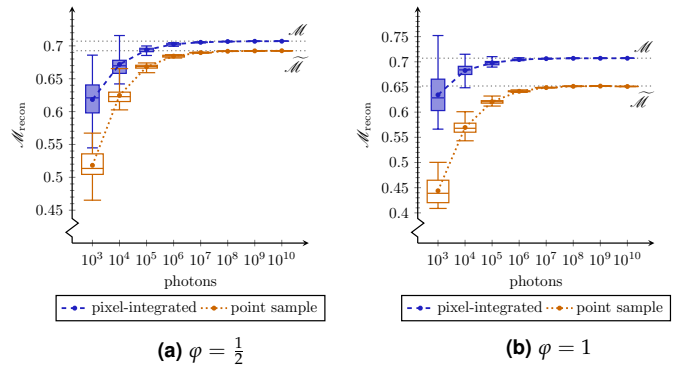 0.7
0.65
0.6
0.55
0.5
0.45
ℳrecon
ℳ
ℳ̃
10³ 10⁴ 10⁵ 10⁶ 10⁷ 10⁸ 10⁹ 10¹⁰
photons
pixel-integrated point sample
(a) φ = 1/2
0.75
0.7
0.65
0.6
0.55
0.5
0.45
0.4
ℳrecon
ℳ
ℳ̃
10³ 10⁴ 10⁵ 10⁶ 10⁷ 10⁸ 10⁹ 10¹⁰
photons
pixel-integrated point sample
(b) φ = 1